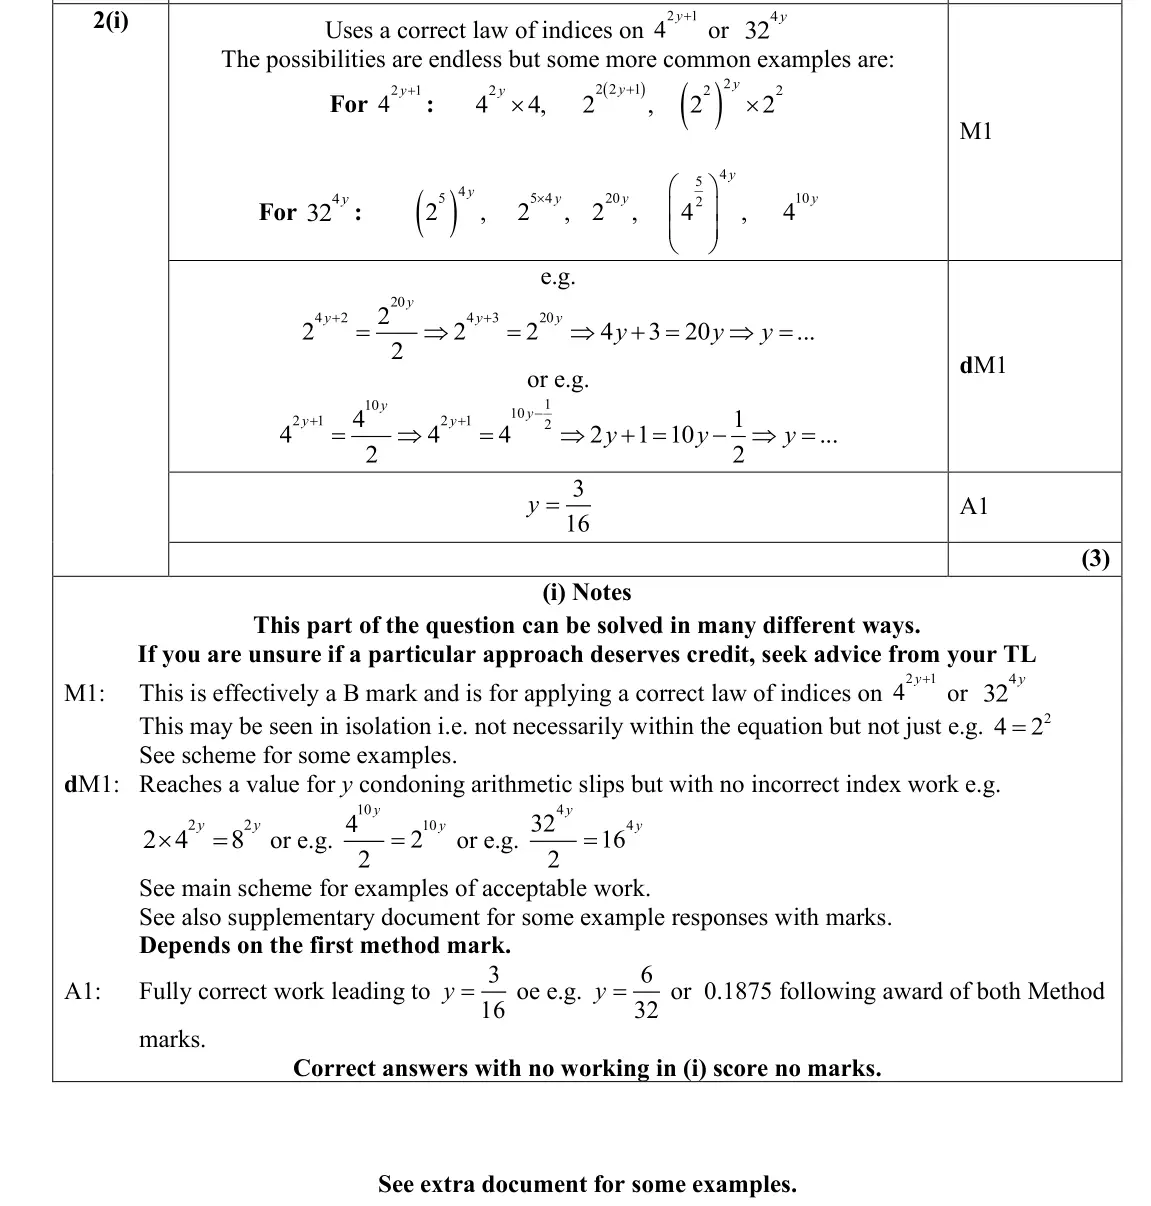 2(i)
Uses a correct law of indices on 4^{2y+1} or 32^{4y}
The possibilities are endless but some more common examples are:
For 4^{2y+1} : 4^{2y} × 4, 2^{2(2y+1)}, (2^2)^{2y} × 2^2
M1
For 32^{4y} : (2^5)^{4y}, 2^{5×4y}, 2^{20y}, (4^{5/2})^{4y}, 4^{10y}
e.g.
2^{4y+2} = 2^{20y}/2 ⇒ 2^{4y+3} = 2^{20y} ⇒ 4y + 3 = 20y ⇒ y = ...
or e.g.
dM1
4^{2y+1} = 4^{10y}/2 ⇒ 4^{2y+1} = 4^{10y−1/2} ⇒ 2y + 1 = 10y − 1/2 ⇒ y = ...
y = 3/16
A1
(3)
(i) Notes
This part of the question can be solved in many different ways.
If you are unsure if a particular approach deserves credit, seek advice from your TL
M1: This is effectively a B mark and is for applying a correct law of indices on 4^{2y+1} or 32^{4y}
This may be seen in isolation i.e. not necessarily within the equation but not just e.g. 4 = 2^2
See scheme for some examples.
dM1: Reaches a value for y condoning arithmetic slips but with no incorrect index work e.g.
2 × 4^{2y} = 8^{2y} or e.g. 4^{10y}/2 = 2^{10y} or e.g. 32^{4y}/2 = 16^{4y}
See main scheme for examples of acceptable work.
See also supplementary document for some example responses with marks.
Depends on the first method mark.
A1: Fully correct work leading to y = 3/16 oe e.g. y = 6/32 or 0.1875 following award of both Method
marks.
Correct answers with no working in (i) score no marks.
See extra document for some examples.